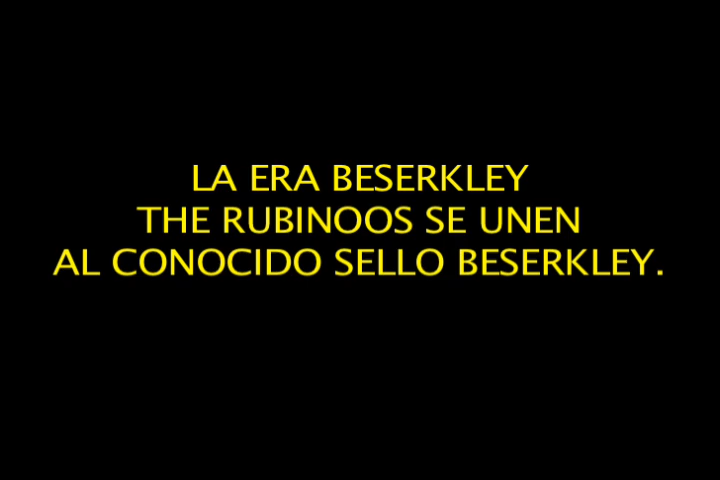 LA ERA BESERKLEY
THE RUBINOOS SE UNEN
AL CONOCIDO SELLO BESERKLEY.